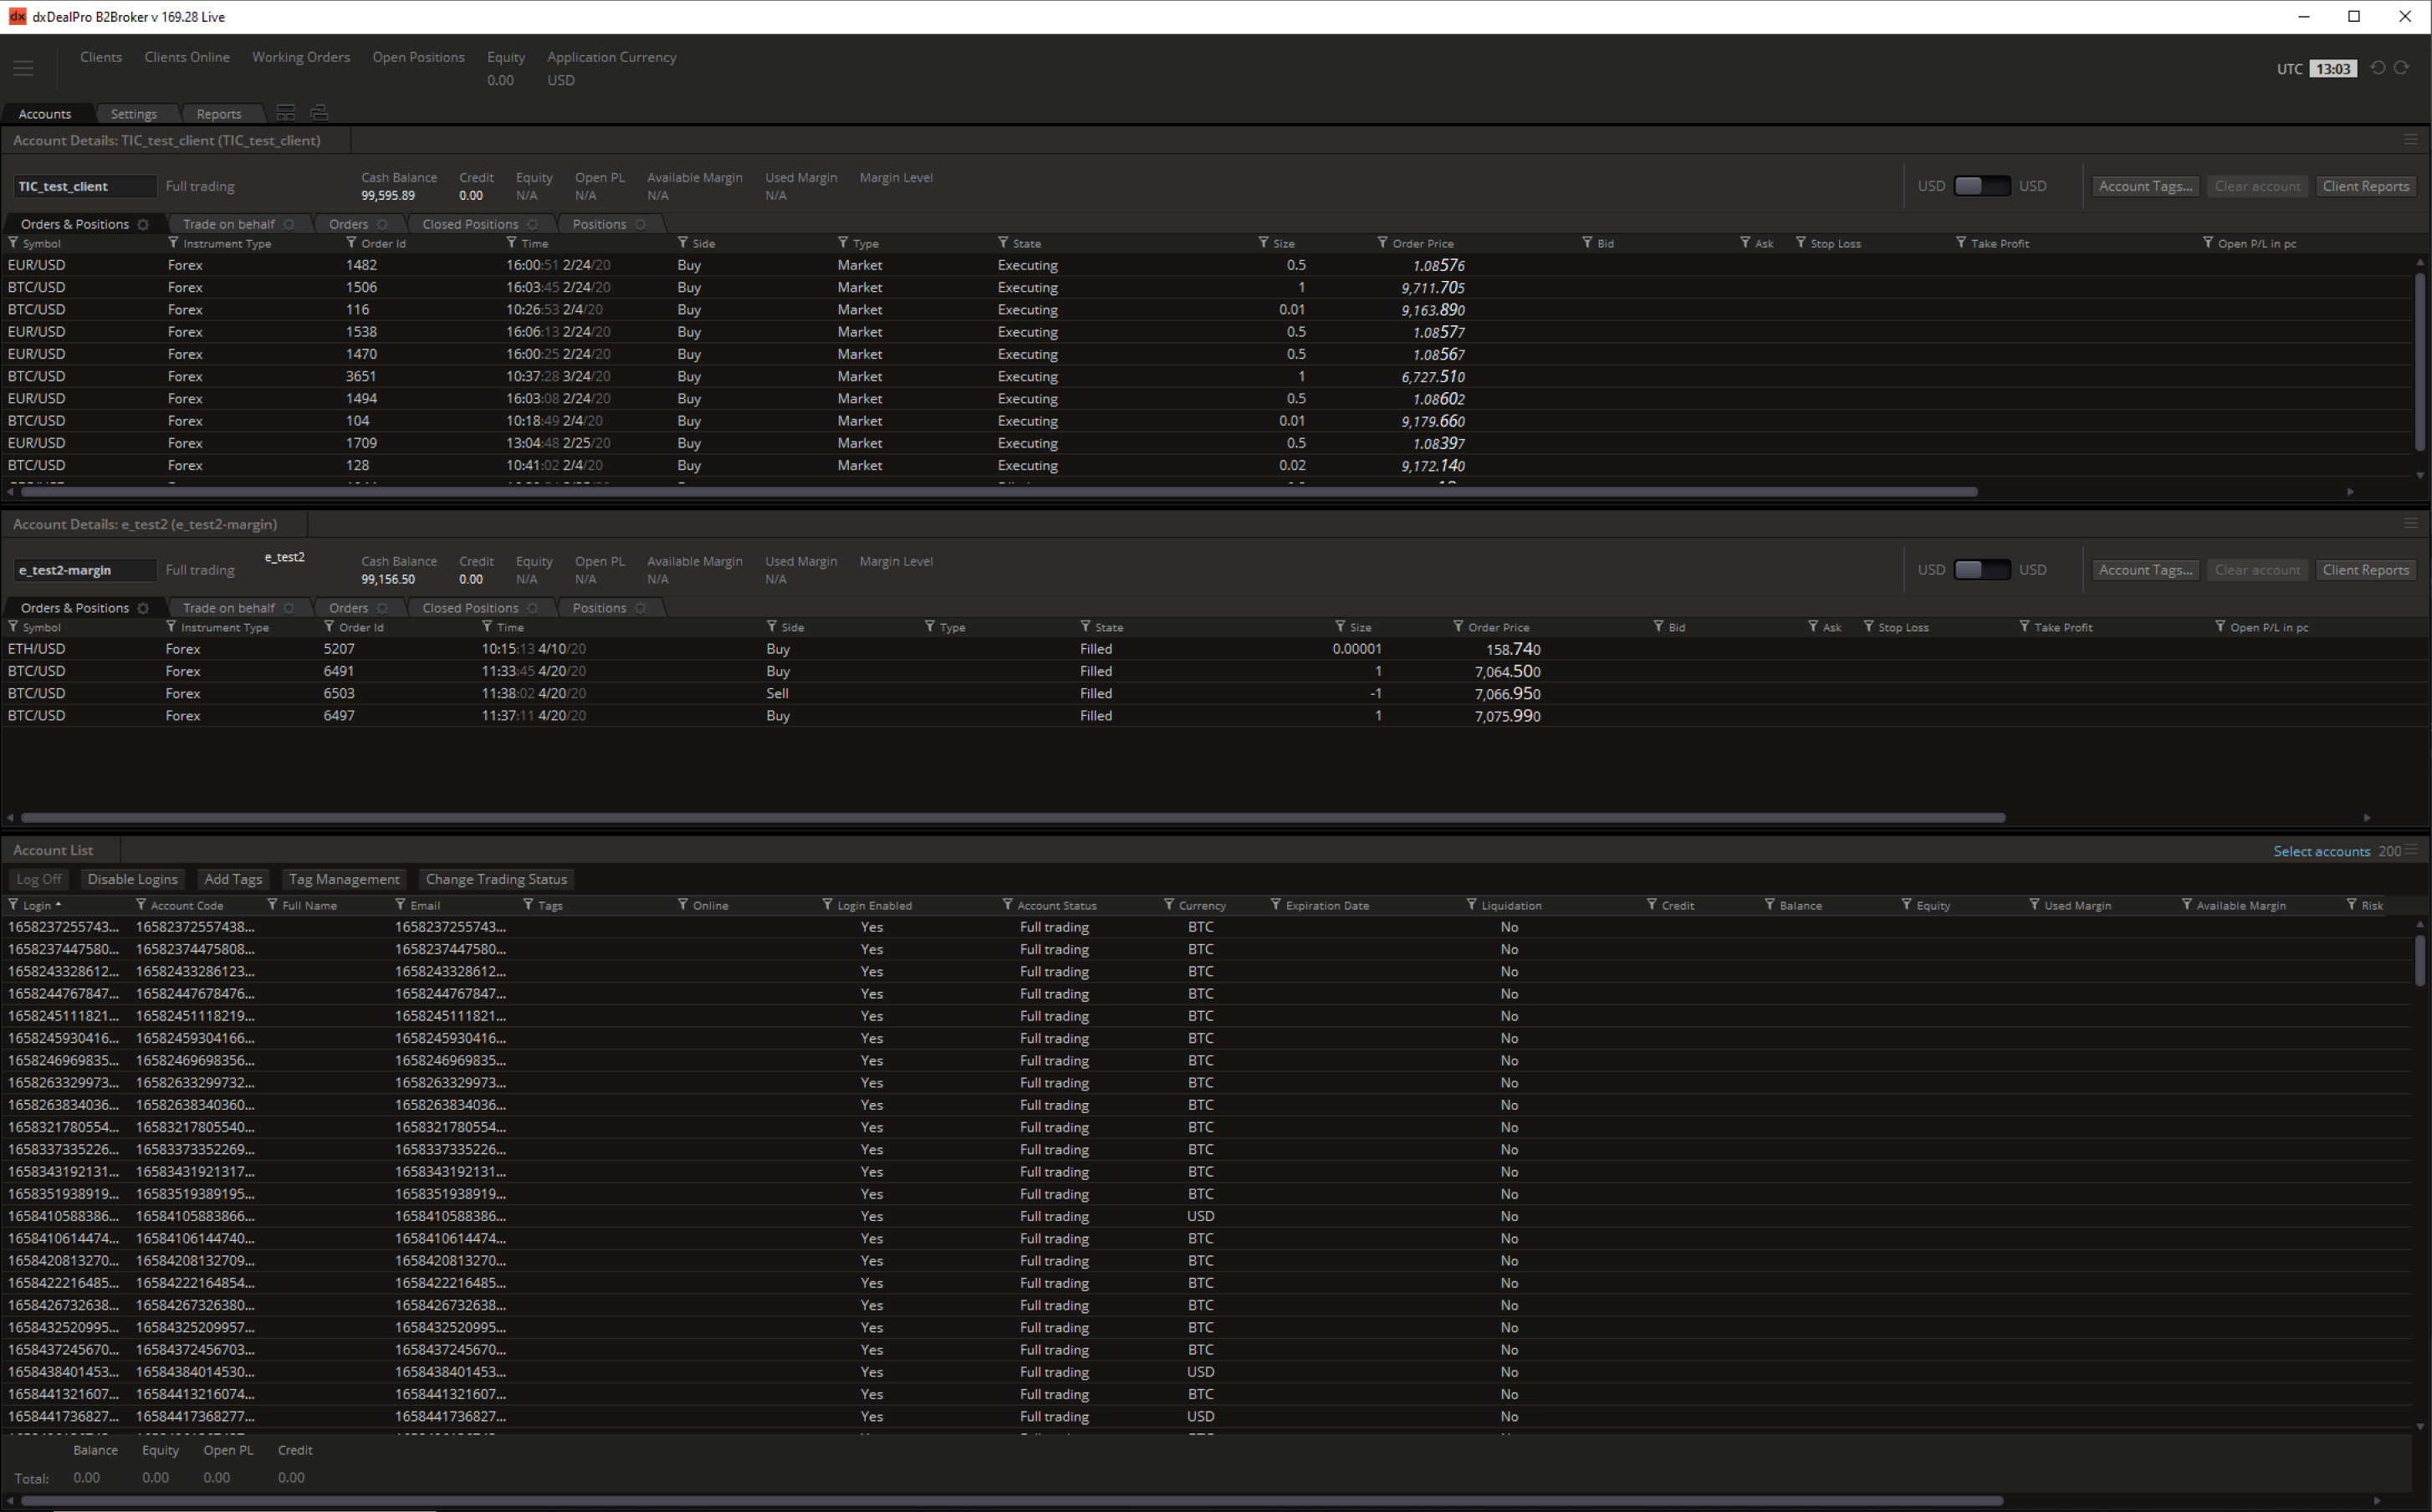 dx dxDealPro B2Broker v 169.28 Live
Clients Clients Online Working Orders Open Positions Equity Application Currency
0.00 USD
UTC 13:03
Accounts Settings Reports
Account Details: TIC_test_client (TIC_test_client)
TIC_test_client Full trading
Cash Balance Credit Equity Open PL Available Margin Used Margin Margin Level
99,595.89 0.00 N/A N/A N/A N/A
USD USD Account Tags... Clear account Client Reports
Orders & Positions Trade on behalf Orders Closed Positions Positions
Symbol Instrument Type Order Id Time Side Type State Size Order Price Bid Ask Stop Loss Take Profit Open P/L in pc
EUR/USD Forex 1482 16:00:51 2/24/20 Buy Market Executing 0.5 1.08576
BTC/USD Forex 1506 16:03:45 2/24/20 Buy Market Executing 1 9,711.705
BTC/USD Forex 116 10:26:53 2/4/20 Buy Market Executing 0.01 9,163.890
EUR/USD Forex 1538 16:06:13 2/24/20 Buy Market Executing 0.5 1.08577
EUR/USD Forex 1470 16:00:25 2/24/20 Buy Market Executing 0.5 1.08567
BTC/USD Forex 3651 10:37:28 3/24/20 Buy Market Executing 1 6,727.510
EUR/USD Forex 1494 16:03:08 2/24/20 Buy Market Executing 0.5 1.08602
BTC/USD Forex 104 10:18:49 2/4/20 Buy Market Executing 0.01 9,179.660
EUR/USD Forex 1709 13:04:48 2/25/20 Buy Market Executing 0.5 1.08397
BTC/USD Forex 128 10:41:02 2/4/20 Buy Market Executing 0.02 9,172.140
Account Details: e_test2 (e_test2-margin)
e_test2-margin Full trading e_test2
Cash Balance Credit Equity Open PL Available Margin Used Margin Margin Level
99,156.50 0.00 N/A N/A N/A N/A
USD USD Account Tags... Clear account Client Reports
Orders & Positions Trade on behalf Orders Closed Positions Positions
Symbol Instrument Type Order Id Time Side Type State Size Order Price Bid Ask Stop Loss Take Profit Open P/L in pc
ETH/USD Forex 5207 10:15:13 4/10/20 Buy Filled 0.00001 158.740
BTC/USD Forex 6491 11:33:45 4/20/20 Buy Filled 1 7,064.500
BTC/USD Forex 6503 11:38:02 4/20/20 Sell Filled -1 7,066.950
BTC/USD Forex 6497 11:37:11 4/20/20 Buy Filled 1 7,075.990
Account List Select accounts 200
Log Off Disable Logins Add Tags Tag Management Change Trading Status
Login Account Code Full Name Email Tags Online Login Enabled Account Status Currency Expiration Date Liquidation Credit Balance Equity Used Margin Available Margin Risk
1658237255743... 16582372557438... 1658237255743... Yes Full trading BTC No
1658237447580... 16582374475808... 1658237447580... Yes Full trading BTC No
1658243328612... 16582433286123... 1658243328612... Yes Full trading BTC No
1658244767847... 16582447678476... 1658244767847... Yes Full trading BTC No
1658245111821... 16582451118219... 1658245111821... Yes Full trading BTC No
1658245930416... 16582459304166... 1658245930416... Yes Full trading BTC No
1658246969835... 16582469698356... 1658246969835... Yes Full trading BTC No
1658263329973... 16582633299732... 1658263329973... Yes Full trading BTC No
1658263834036... 16582638340360... 1658263834036... Yes Full trading BTC No
1658321780554... 16583217805540... 1658321780554... Yes Full trading BTC No
1658337335226... 16583373352269... 1658337335226... Yes Full trading BTC No
1658343192131... 16583431921317... 1658343192131... Yes Full trading BTC No
1658351938919... 16583519389195... 1658351938919... Yes Full trading BTC No
1658410588386... 16584105883866... 1658410588386... Yes Full trading USD No
1658410614474... 16584106144740... 1658410614474... Yes Full trading BTC No
1658420813270... 16584208132709... 1658420813270... Yes Full trading BTC No
1658422216485... 16584222164854... 1658422216485... Yes Full trading BTC No
1658426732638... 16584267326380... 1658426732638... Yes Full trading BTC No
1658432520995... 16584325209957... 1658432520995... Yes Full trading BTC No
1658437245670... 16584372456703... 1658437245670... Yes Full trading BTC No
1658438401453... 16584384014530... 1658438401453... Yes Full trading USD No
1658441321607... 16584413216074... 1658441321607... Yes Full trading BTC No
1658441736827... 16584417368277... 1658441736827... Yes Full trading USD No
Balance Equity Open PL Credit
Total: 0.00 0.00 0.00 0.00